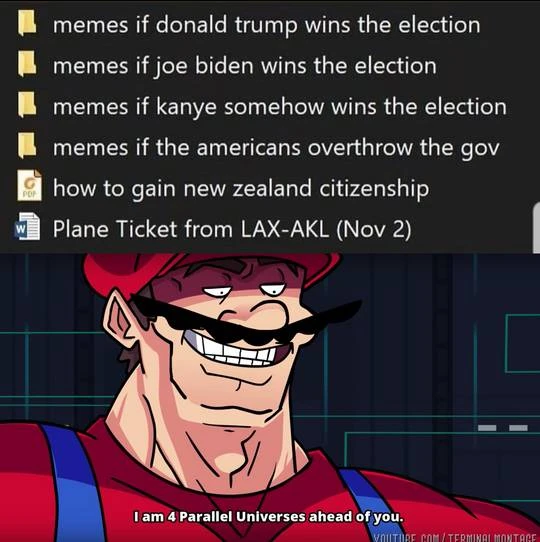 memes if donald trump wins the election
memes if joe biden wins the election
memes if kanye somehow wins the election
memes if the americans overthrow the gov
PDF
how to gain new zealand citizenship
W
Plane Ticket from LAX-AKL (Nov 2)
I am 4 Parallel Universes ahead of you.
YOUTUBE.COM/TERMINALMONTAGE